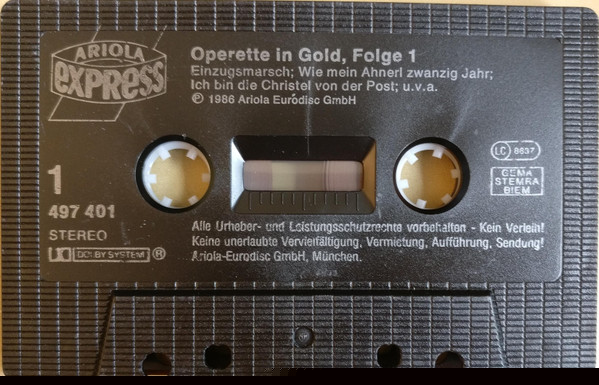 ARIOLA
express
Operette in Gold, Folge 1
Einzugsmarsch; Wie mein Ahnerl zwanzig Jahr;
Ich bin die Christel von der Post; u.v.a.
℗ 1986 Ariola Eurodisc GmbH
1
497 401
STEREO
DOLBY SYSTEM ®
LC 8637
GEMA
STEMRA
BIEM
Alle Urheber- und Leistungsschutzrechte vorbehalten - Kein Verleih!
Keine unerlaubte Vervielfältigung, Vermietung, Aufführung, Sendung!
Ariola-Eurodisc GmbH, München.